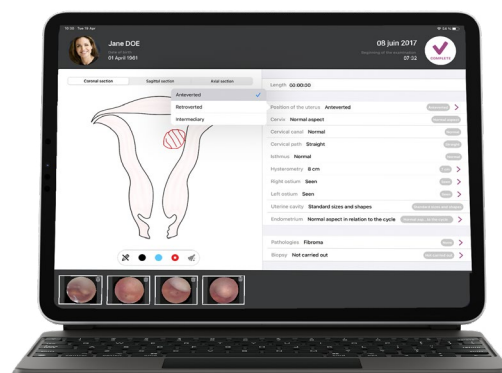 Jane DOE
01 April 1961
08 juin 2017
07:02
COMPLETE
Coronal section
Sagittal section
Axial section
Anteverted
Retroverted
Intermediary
Length 00:00:00
Position of the uterus Anteverted
Cervix Normal aspect
Cervical canal Normal
Cervical path Straight
Isthmus Normal
Hysterometry 8 cm
Right ostium Seen
Left ostium Seen
Uterine cavity Standard sizes and shapes
Endometrium Normal aspect in relation to the cycle
Pathologies Fibroma
Biopsy Not carried out